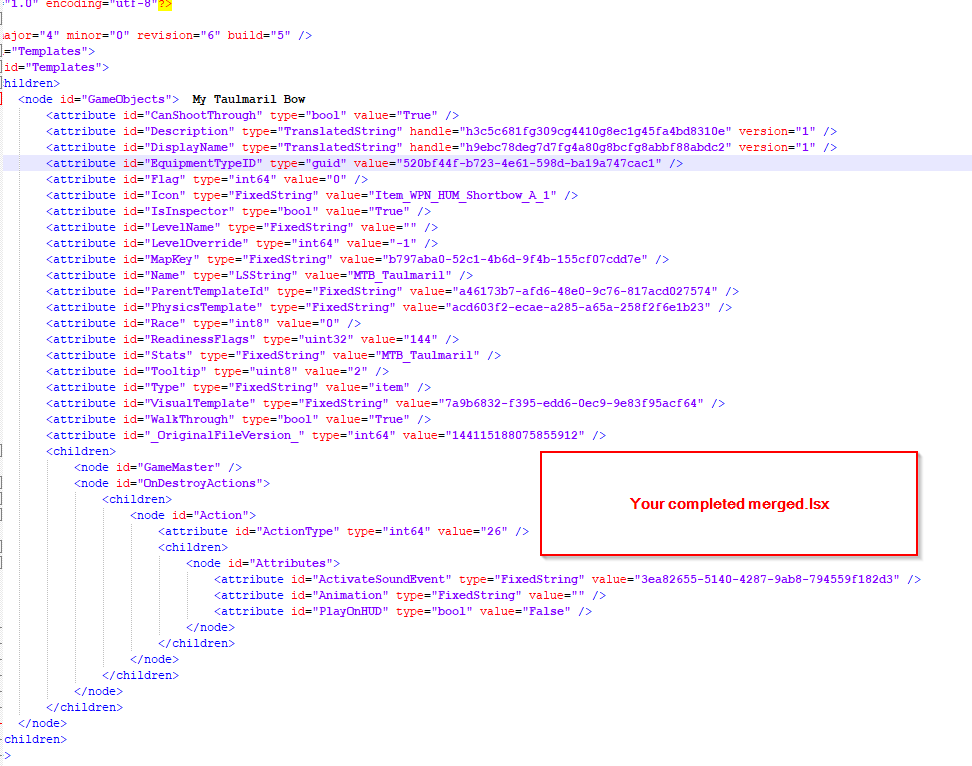 "1.0" encoding="utf-8"?>
ajor="4" minor="0" revision="6" build="5" />
="Templates">
id="Templates">
hildren>
<node id="GameObjects">  My Taulmaril Bow
<attribute id="CanShootThrough" type="bool" value="True" />
<attribute id="Description" type="TranslatedString" handle="h3c5c681fg309cg4410g8ec1g45fa4bd8310e" version="1" />
<attribute id="DisplayName" type="TranslatedString" handle="h9ebc78deg7d7fg4a80g8bcfg8abbf88abdc2" version="1" />
<attribute id="EquipmentTypeID" type="guid" value="520bf44f-b723-4e61-598d-ba19a747cac1" />
<attribute id="Flag" type="int64" value="0" />
<attribute id="Icon" type="FixedString" value="Item_WPN_HUM_Shortbow_A_1" />
<attribute id="IsInspector" type="bool" value="True" />
<attribute id="LevelName" type="FixedString" value="" />
<attribute id="LevelOverride" type="int64" value="-1" />
<attribute id="MapKey" type="FixedString" value="b797aba0-52c1-4b6d-9f4b-155cf07cdd7e" />
<attribute id="Name" type="LSString" value="MTB_Taulmaril" />
<attribute id="ParentTemplateId" type="FixedString" value="a46173b7-afd6-48e0-9c76-817acd027574" />
<attribute id="PhysicsTemplate" type="FixedString" value="acd603f2-ecae-a285-a65a-258f2f6e1b23" />
<attribute id="Race" type="int8" value="0" />
<attribute id="ReadinessFlags" type="uint32" value="144" />
<attribute id="Stats" type="FixedString" value="MTB_Taulmaril" />
<attribute id="Tooltip" type="uint8" value="2" />
<attribute id="Type" type="FixedString" value="item" />
<attribute id="VisualTemplate" type="FixedString" value="7a9b6832-f395-edd6-0ec9-9e83f95acf64" />
<attribute id="WalkThrough" type="bool" value="True" />
<attribute id="_OriginalFileVersion_" type="int64" value="144115188075855912" />
<children>
<node id="GameMaster" />
<node id="OnDestroyActions">
<children>
Your completed merged.lsx
<node id="Action">
<attribute id="ActionType" type="int64" value="26" />
<children>
<node id="Attributes">
<attribute id="ActivateSoundEvent" type="FixedString" value="3ea82655-5140-4287-9ab8-794559f182d3" />
<attribute id="Animation" type="FixedString" value="" />
<attribute id="PlayOnHUD" type="bool" value="False" />
</node>
</children>
</node>
</children>
</node>
</children>
</node>
children>
>